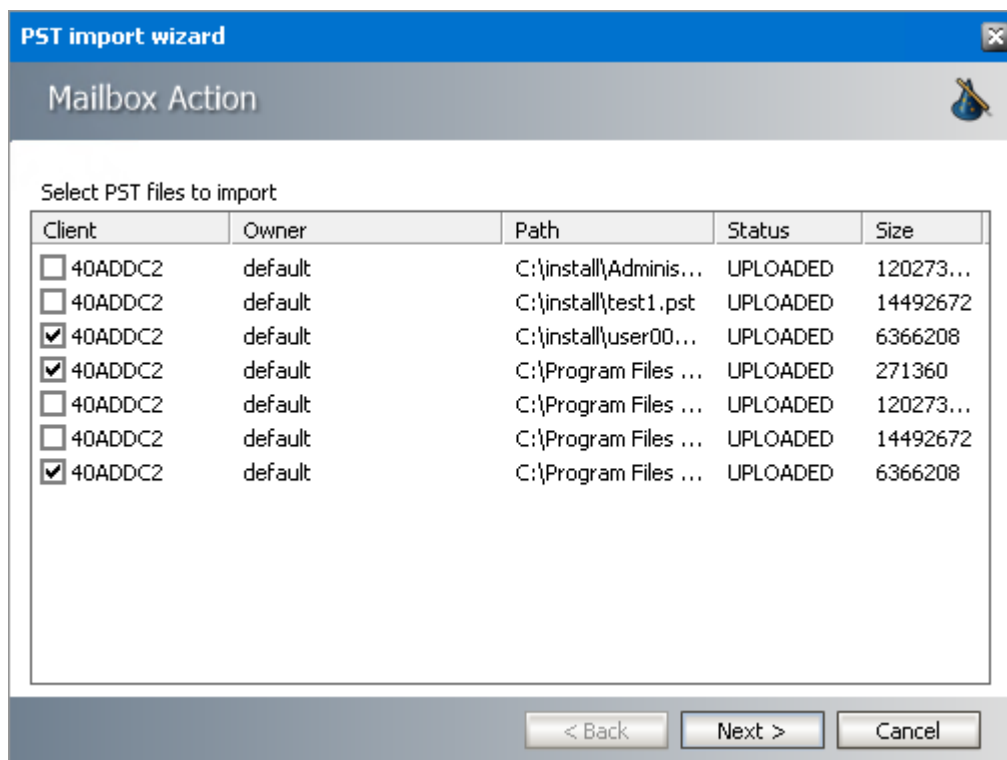 PST import wizard
Mailbox Action
Select PST files to import
Client Owner Path Status Size
40ADDC2 default C:\install\Adminis... UPLOADED 120273...
40ADDC2 default C:\install\test1.pst UPLOADED 14492672
40ADDC2 default C:\install\user00... UPLOADED 6366208
40ADDC2 default C:\Program Files ... UPLOADED 271360
40ADDC2 default C:\Program Files ... UPLOADED 120273...
40ADDC2 default C:\Program Files ... UPLOADED 14492672
40ADDC2 default C:\Program Files ... UPLOADED 6366208
< Back Next > Cancel